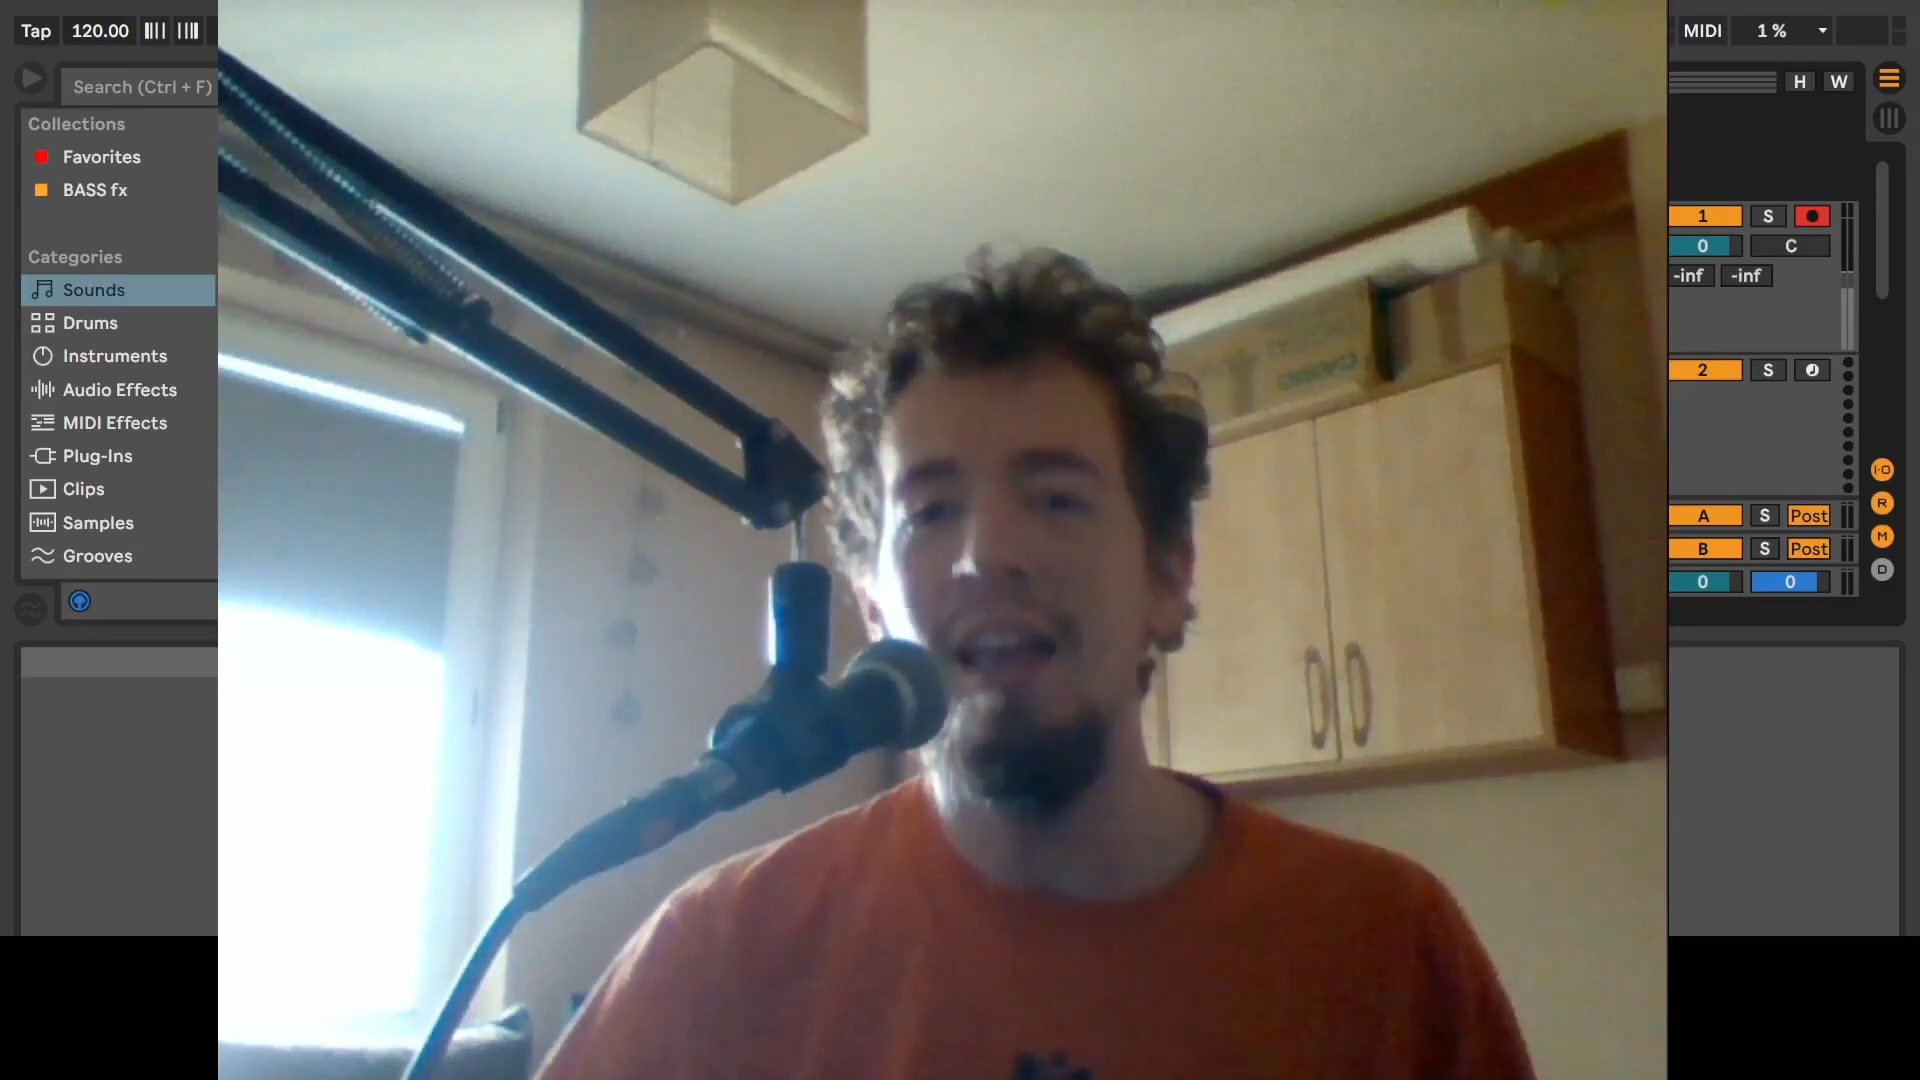 Tap 120.00
MIDI 1 %
Search (Ctrl + F)
H W
Collections
Favorites
BASS fx
Categories
Sounds
Drums
Instruments
Audio Effects
MIDI Effects
Plug-Ins
Clips
Samples
Grooves
1 S
0 C
-inf -inf
2 S
A S Post
B S Post
0 0
I·O
R
M
D